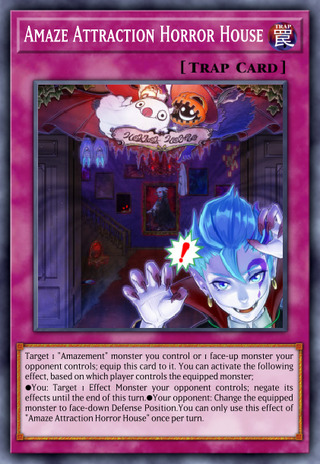 Amaze Attraction Horror House
TRAP
罠
[Trap Card]
!
Target 1 "Amazement" monster you control or 1 face-up monster your
opponent controls; equip this card to it. You can activate the following
effect, based on which player controls the equipped monster;
●You: Target 1 Effect Monster your opponent controls; negate its
effects until the end of this turn.●Your opponent: Change the equipped
monster to face-down Defense Position.You can only use this effect of
"Amaze Attraction Horror House" once per turn.